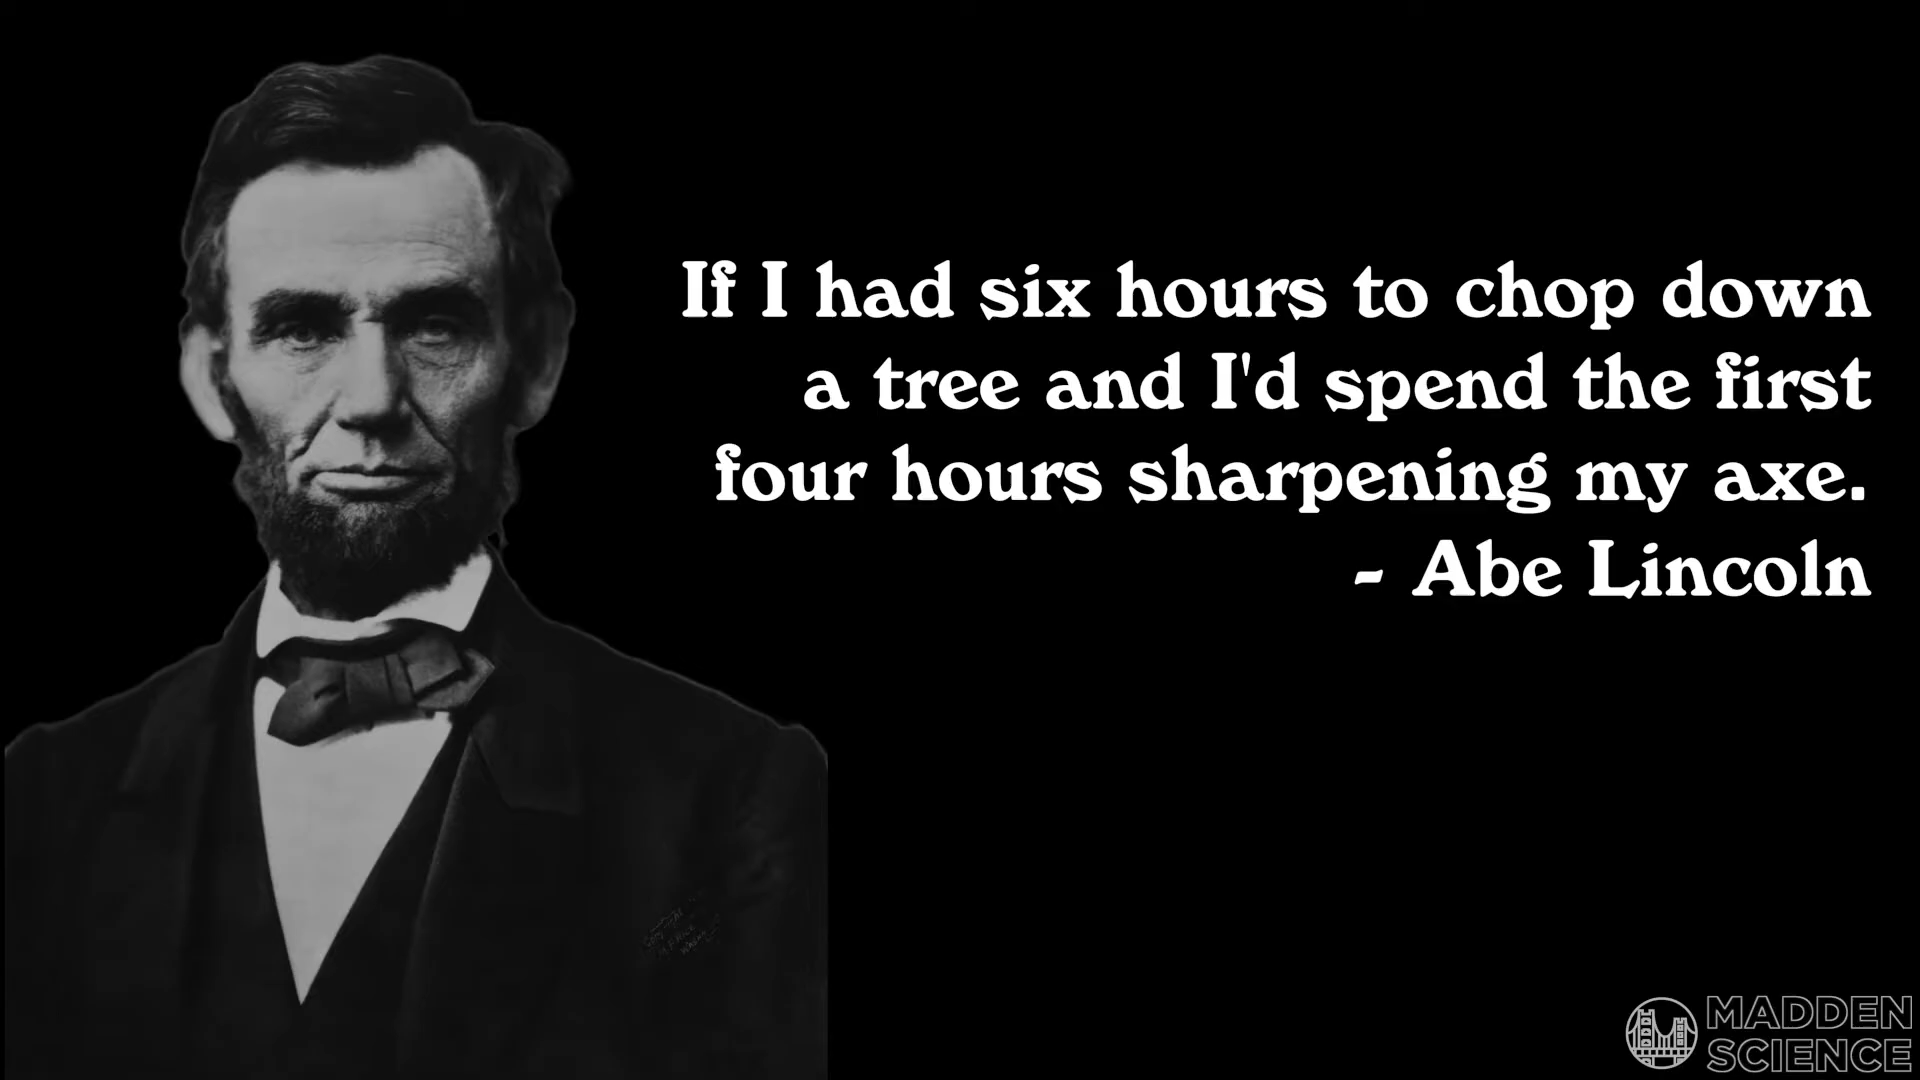 If I had six hours to chop down
a tree and I'd spend the first
four hours sharpening my axe.
- Abe Lincoln
MADDEN
SCIENCE